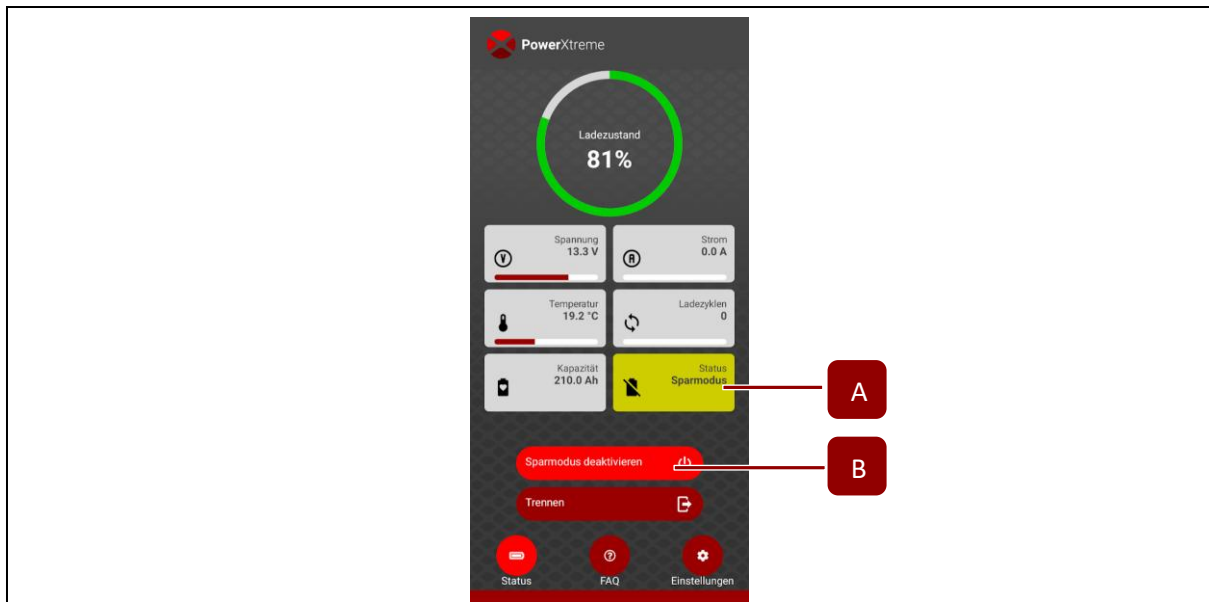 PowerXtreme
Ladezustand
81%
Spannung
13.3 V
Strom
0.0 A
Temperatur
19.2 °C
Ladezyklen
0
Kapazität
210.0 Ah
Status
Sparmodus
A
Sparmodus deaktivieren
B
Trennen
Status
FAQ
Einstellungen